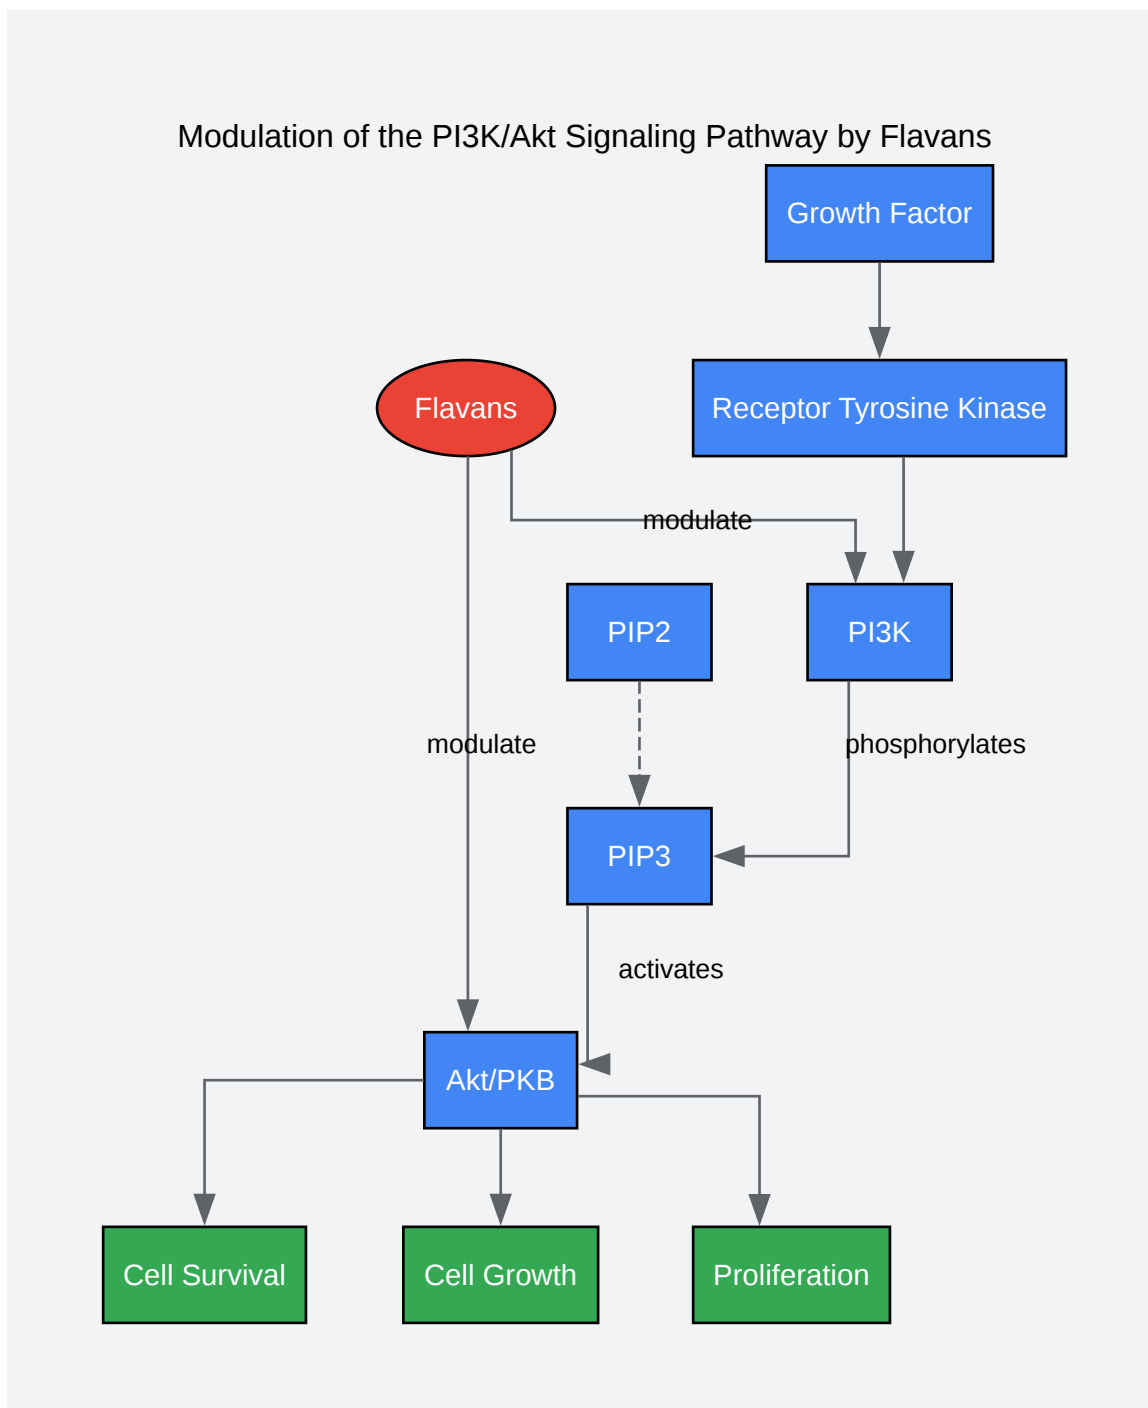 Modulation of the PI3K/Akt Signaling Pathway by Flavans
Growth Factor
Flavans
Receptor Tyrosine Kinase
modulate
PIP2
PI3K
modulate
phosphorylates
PIP3
activates
Akt/PKB
Cell Survival
Cell Growth
Proliferation